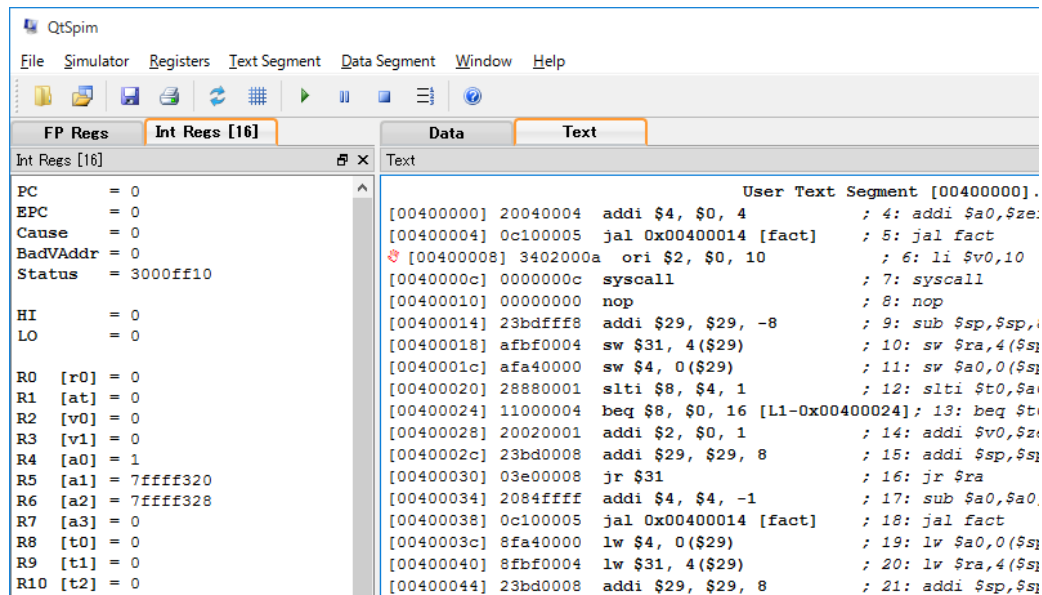 QtSpim
File Simulator Registers Text Segment Data Segment Window Help
FP Regs Int Regs [16] Data Text
Int Regs [16] Text
PC = 0
EPC = 0
Cause = 0
BadVAddr = 0
Status = 3000ff10
HI = 0
LO = 0
R0 [r0] = 0
R1 [at] = 0
R2 [v0] = 0
R3 [v1] = 0
R4 [a0] = 1
R5 [a1] = 7ffff320
R6 [a2] = 7ffff328
R7 [a3] = 0
R8 [t0] = 0
R9 [t1] = 0
R10 [t2] = 0
User Text Segment [00400000].
[00400000] 20040004 addi $4, $0, 4 ; 4: addi $a0,$ze
[00400004] 0c100005 jal 0x00400014 [fact] ; 5: jal fact
[00400008] 3402000a ori $2, $0, 10 ; 6: li $v0,10
[0040000c] 0000000c syscall ; 7: syscall
[00400010] 00000000 nop ; 8: nop
[00400014] 23bdfff8 addi $29, $29, -8 ; 9: sub $sp,$sp,
[00400018] afbf0004 sw $31, 4($29) ; 10: sw $ra,4($sp
[0040001c] afa40000 sw $4, 0($29) ; 11: sw $a0,0($sp
[00400020] 28880001 slti $8, $4, 1 ; 12: slti $t0,$a
[00400024] 11000004 beq $8, $0, 16 [L1-0x00400024]; 13: beq $t
[00400028] 20020001 addi $2, $0, 1 ; 14: addi $v0,$ze
[0040002c] 23bd0008 addi $29, $29, 8 ; 15: addi $sp,$sp
[00400030] 03e00008 jr $31 ; 16: jr $ra
[00400034] 2084ffff addi $4, $4, -1 ; 17: sub $a0,$a0,
[00400038] 0c100005 jal 0x00400014 [fact] ; 18: jal fact
[0040003c] 8fa40000 lw $4, 0($29) ; 19: lw $a0,0($sp
[00400040] 8fbf0004 lw $31, 4($29) ; 20: lw $ra,4($sp
[00400044] 23bd0008 addi $29, $29, 8 ; 21: addi $sp,$sp